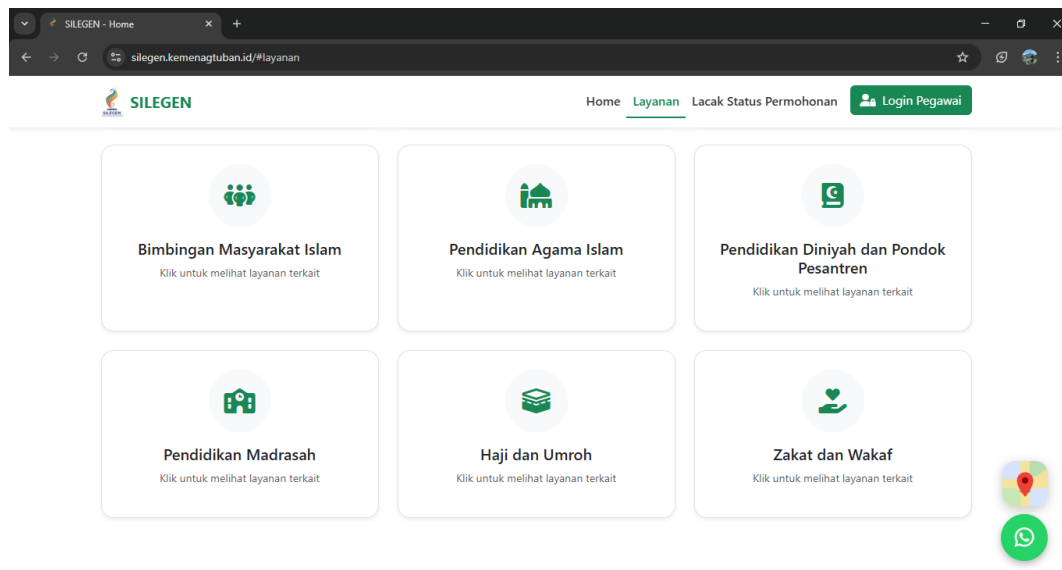 SILEGEN - Home
silegen.kemenagtuban.id/#layanan
SILEGEN
SILEGEN
Home Layanan Lacak Status Permohonan Login Pegawai
Bimbingan Masyarakat Islam
Klik untuk melihat layanan terkait
Pendidikan Agama Islam
Klik untuk melihat layanan terkait
Pendidikan Diniyah dan Pondok
Pesantren
Klik untuk melihat layanan terkait
Pendidikan Madrasah
Klik untuk melihat layanan terkait
Haji dan Umroh
Klik untuk melihat layanan terkait
Zakat dan Wakaf
Klik untuk melihat layanan terkait